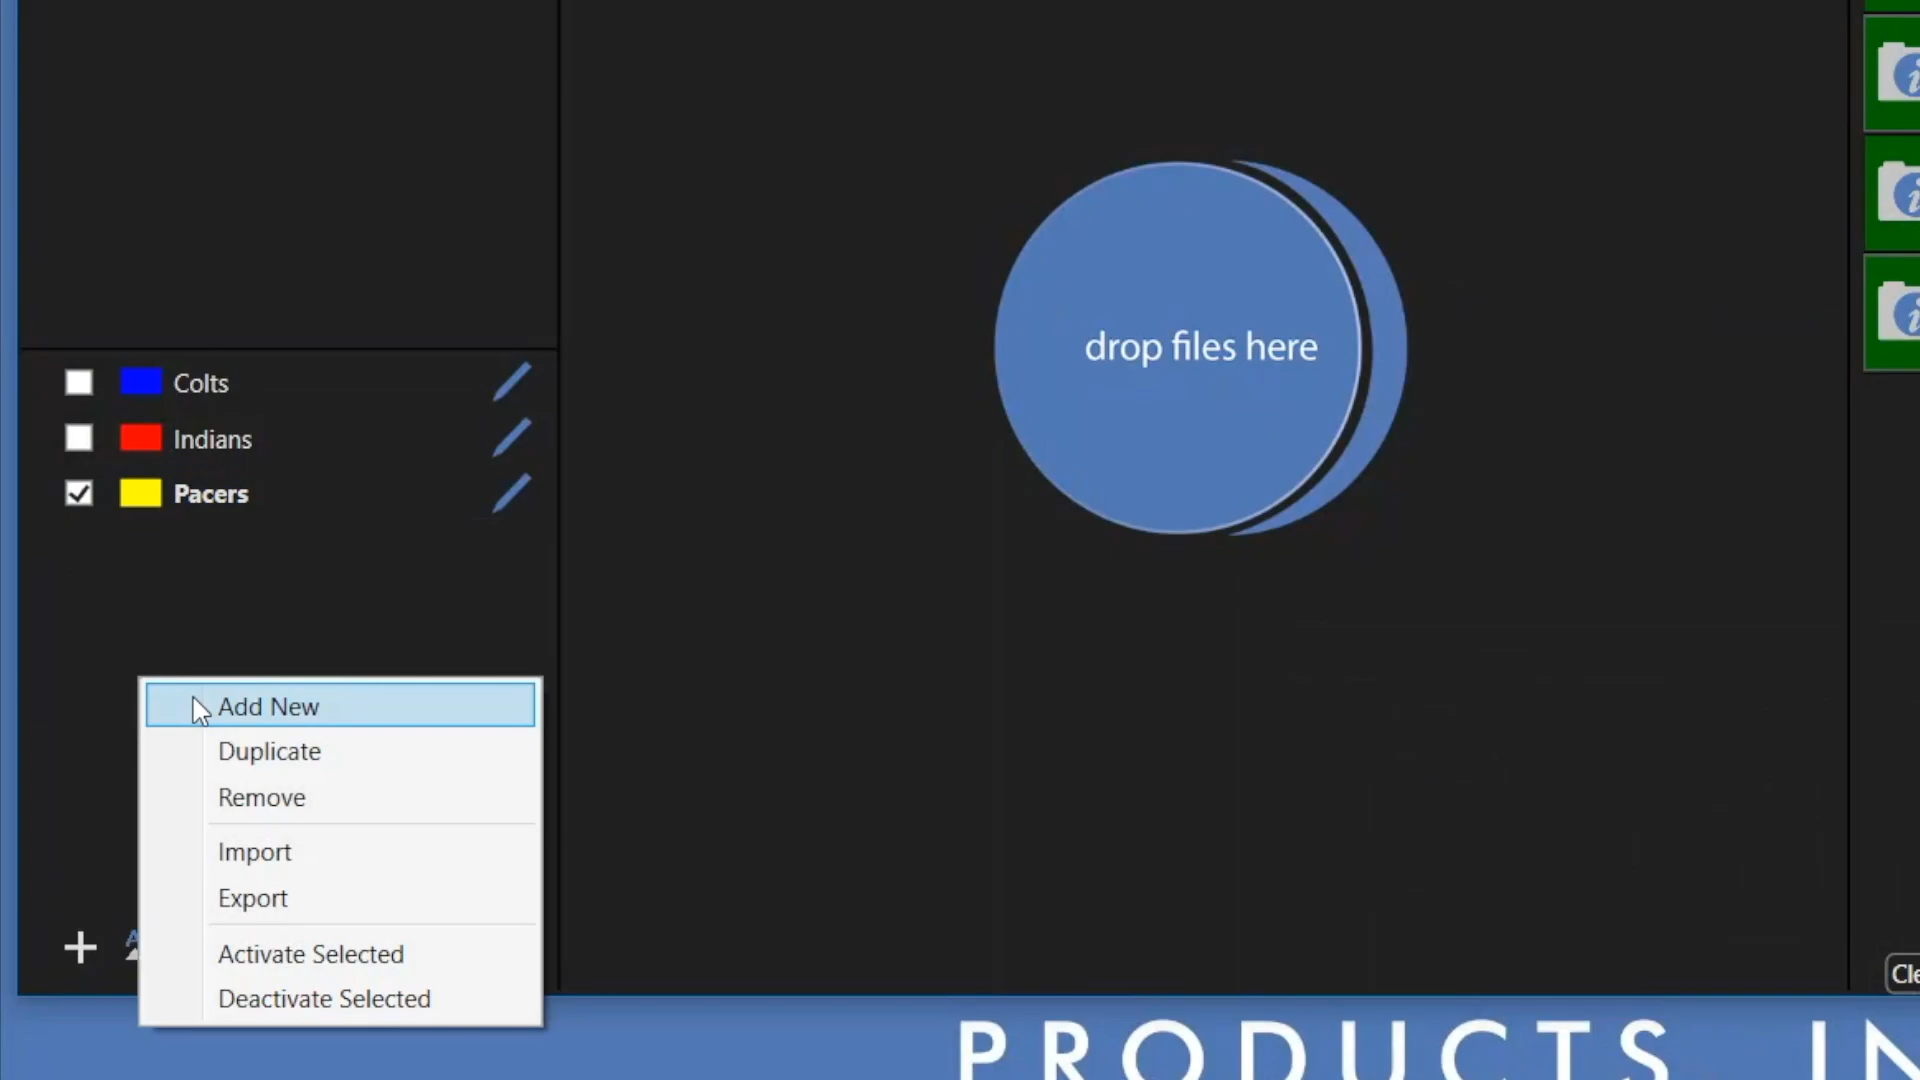 drop files here
Colts
Indians
Pacers
Add New
Duplicate
Remove
Import
Export
Activate Selected
Deactivate Selected
PRODUCTS